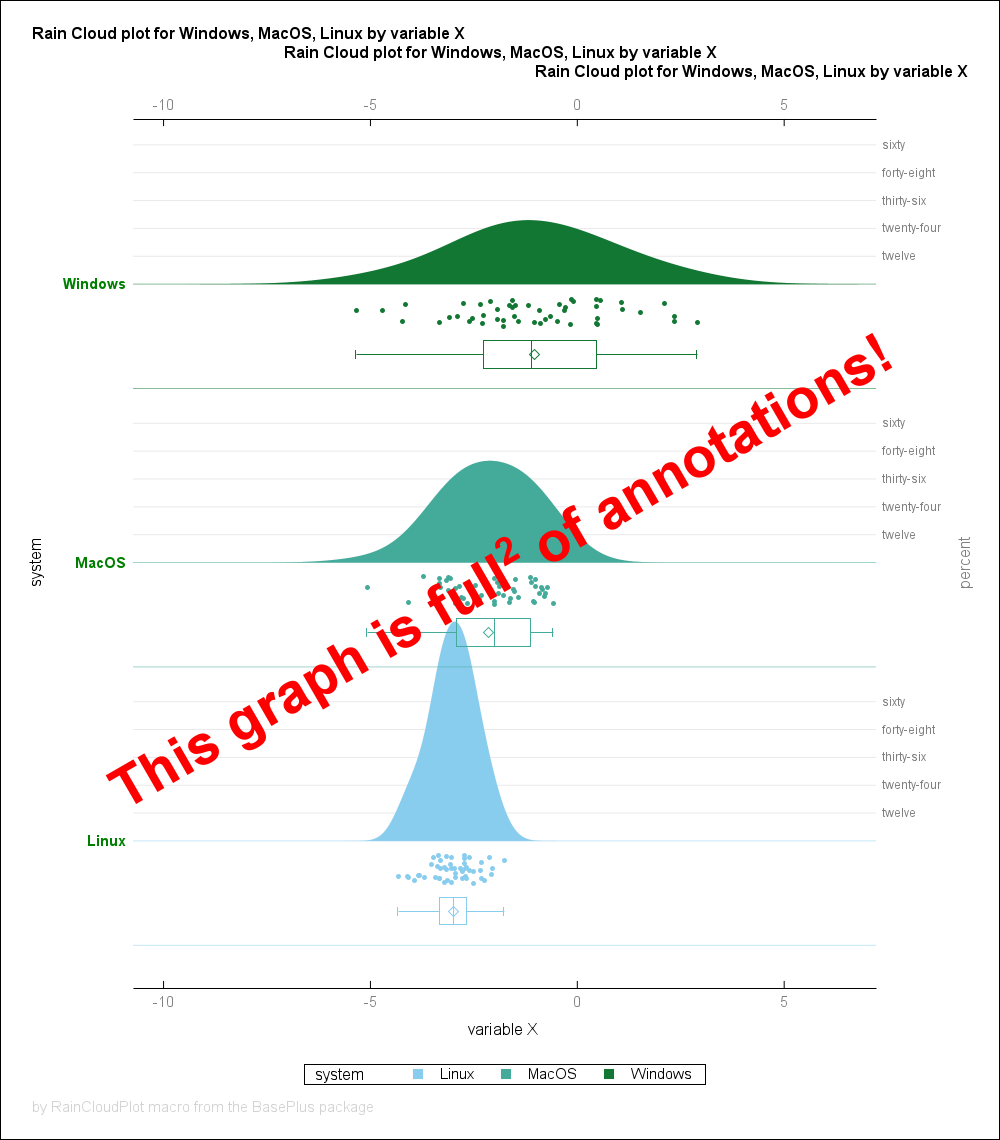 Rain Cloud plot for Windows, MacOS, Linux by variable X
Rain Cloud plot for Windows, MacOS, Linux by variable X
Rain Cloud plot for Windows, MacOS, Linux by variable X
-10 -5 0 5
sixty
forty-eight
thirty-six
twenty-four
twelve
Windows
sixty
forty-eight
thirty-six
twenty-four
twelve
MacOS
system
percent
This graph is full² of annotations!
sixty
forty-eight
thirty-six
twenty-four
twelve
Linux
-10 -5 0 5
variable X
system Linux MacOS Windows
by RainCloudPlot macro from the BasePlus package